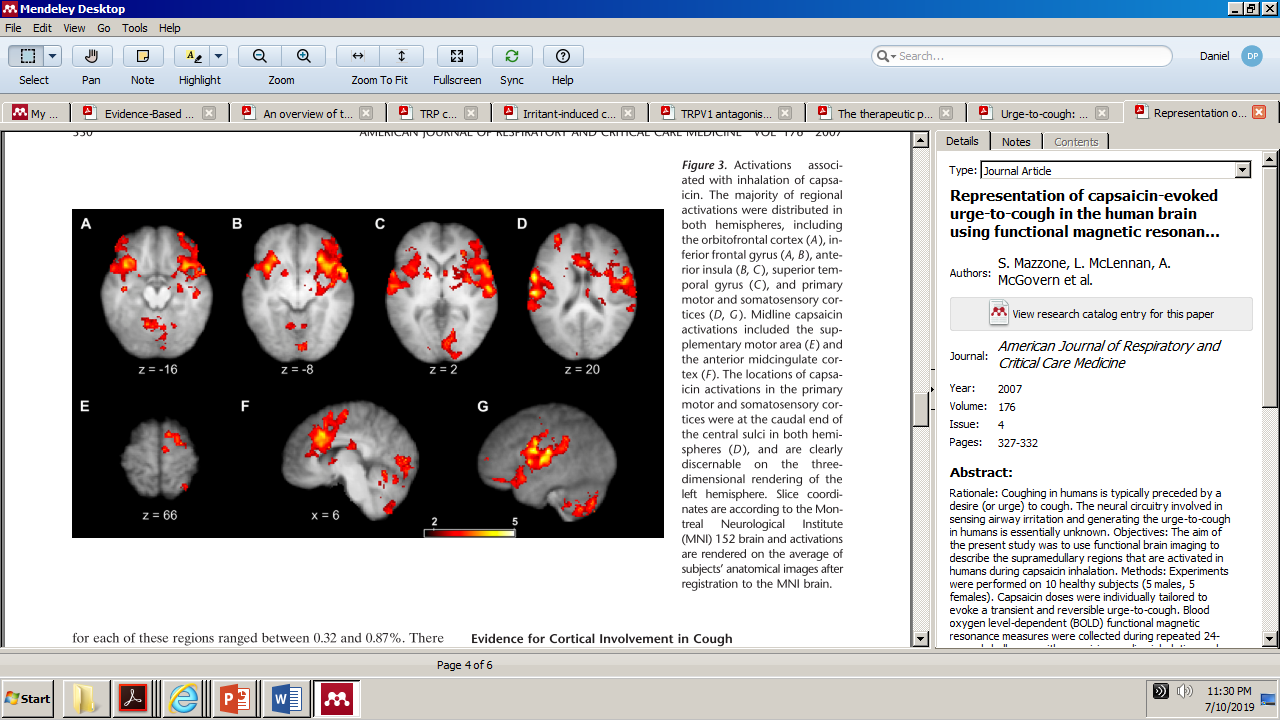 Mendeley Desktop
File Edit View Go Tools Help
Select Pan Note Highlight Zoom Zoom To Fit Fullscreen Sync Help
Search...
Daniel DP
My ... Evidence-Based ... An overview of t... TRP c... Irritant-induced c... TRPV1 antagonis... The therapeutic p... Urge-to-cough: ... Representation o...
330 AMERICAN JOURNAL OF RESPIRATORY AND CRITICAL CARE MEDICINE VOL 176 2007
A B C D
z = -16 z = -8 z = 2 z = 20
E F G
z = 66 x = 6 2 5
Figure 3. Activations associ-
ated with inhalation of capsa-
icin. The majority of regional
activations were distributed in
both hemispheres, including
the orbitofrontal cortex (A), in-
ferior frontal gyrus (A, B), ante-
rior insula (B, C), superior tem-
poral gyrus (C), and primary
motor and somatosensory cor-
tices (D, G). Midline capsaicin
activations included the sup-
plementary motor area (E) and
the anterior midcingulate cor-
tex (F). The locations of capsa-
icin activations in the primary
motor and somatosensory cor-
tices were at the caudal end of
the central sulci in both hemi-
spheres (D), and are clearly
discernable on the three-
dimensional rendering of the
left hemisphere. Slice coordi-
nates are according to the Mon-
treal Neurological Institute
(MNI) 152 brain and activations
are rendered on the average of
subjects' anatomical images after
registration to the MNI brain.
for each of these regions ranged between 0.32 and 0.87%. There
Evidence for Cortical Involvement in Cough
Details Notes Contents
Type: Journal Article
Representation of capsaicin-evoked
urge-to-cough in the human brain
using functional magnetic resonan...
Authors: S. Mazzone, L. McLennan, A.
McGovern et al.
View research catalog entry for this paper
Journal: American Journal of Respiratory and
Critical Care Medicine
Year: 2007
Volume: 176
Issue: 4
Pages: 327-332
Abstract:
Rationale: Coughing in humans is typically preceded by a
desire (or urge) to cough. The neural circuitry involved in
sensing airway irritation and generating the urge-to-cough
in humans is essentially unknown. Objectives: The aim of
the present study was to use functional brain imaging to
describe the supramedullary regions that are activated in
humans during capsaicin inhalation. Methods: Experiments
were performed on 10 healthy subjects (5 males, 5
females). Capsaicin doses were individually tailored to
evoke a transient and reversible urge-to-cough. Blood
oxygen level-dependent (BOLD) functional magnetic
resonance measures were collected during repeated 24-
Page 4 of 6
Start
11:30 PM
7/10/2019